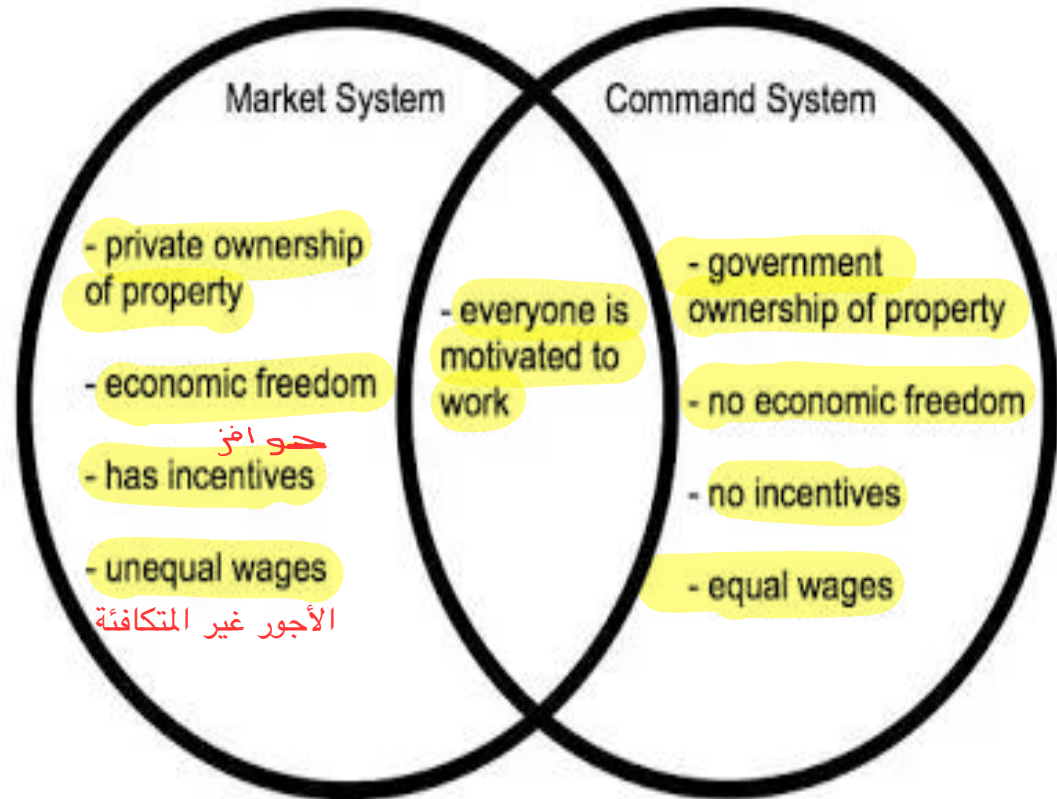 Market System
- private ownership
of property
- economic freedom
حوافز
- has incentives
- unequal wages
الأجور غير المتكافئة
- everyone is
motivated to
work
Command System
- government
ownership of property
- no economic freedom
- no incentives
- equal wages